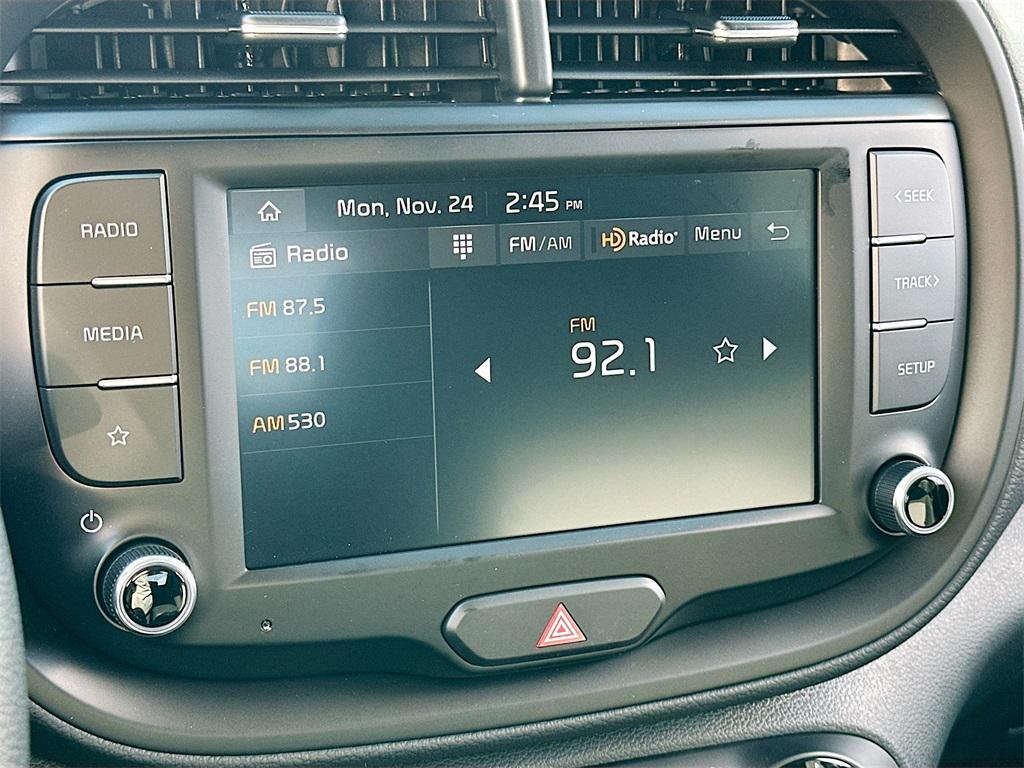 Mon, Nov. 24 2:45 PM
Radio FM/AM HD Radio® Menu
FM 87.5
FM 88.1
AM 530
FM
92.1
RADIO
MEDIA
< SEEK
TRACK >
SETUP